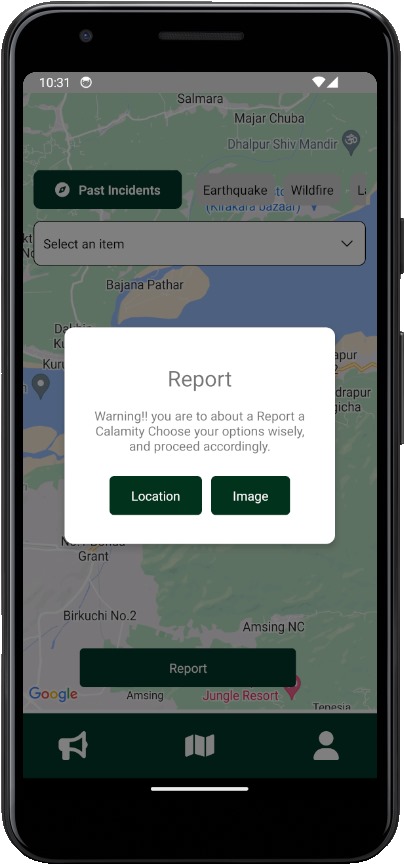 10:31
Salmara
Majar Chuba
Dhalpur Shiv Mandir
Past Incidents
Earthquake
Wildfire
(Kirakara bazaar)
Select an item
Bajana Pathar
Report
Warning!! you are to about a Report a
Calamity Choose your options wisely,
and proceed accordingly.
Location
Image
Grant
Birkuchi No.2
Amsing NC
Report
Google
Amsing
Jungle Resort